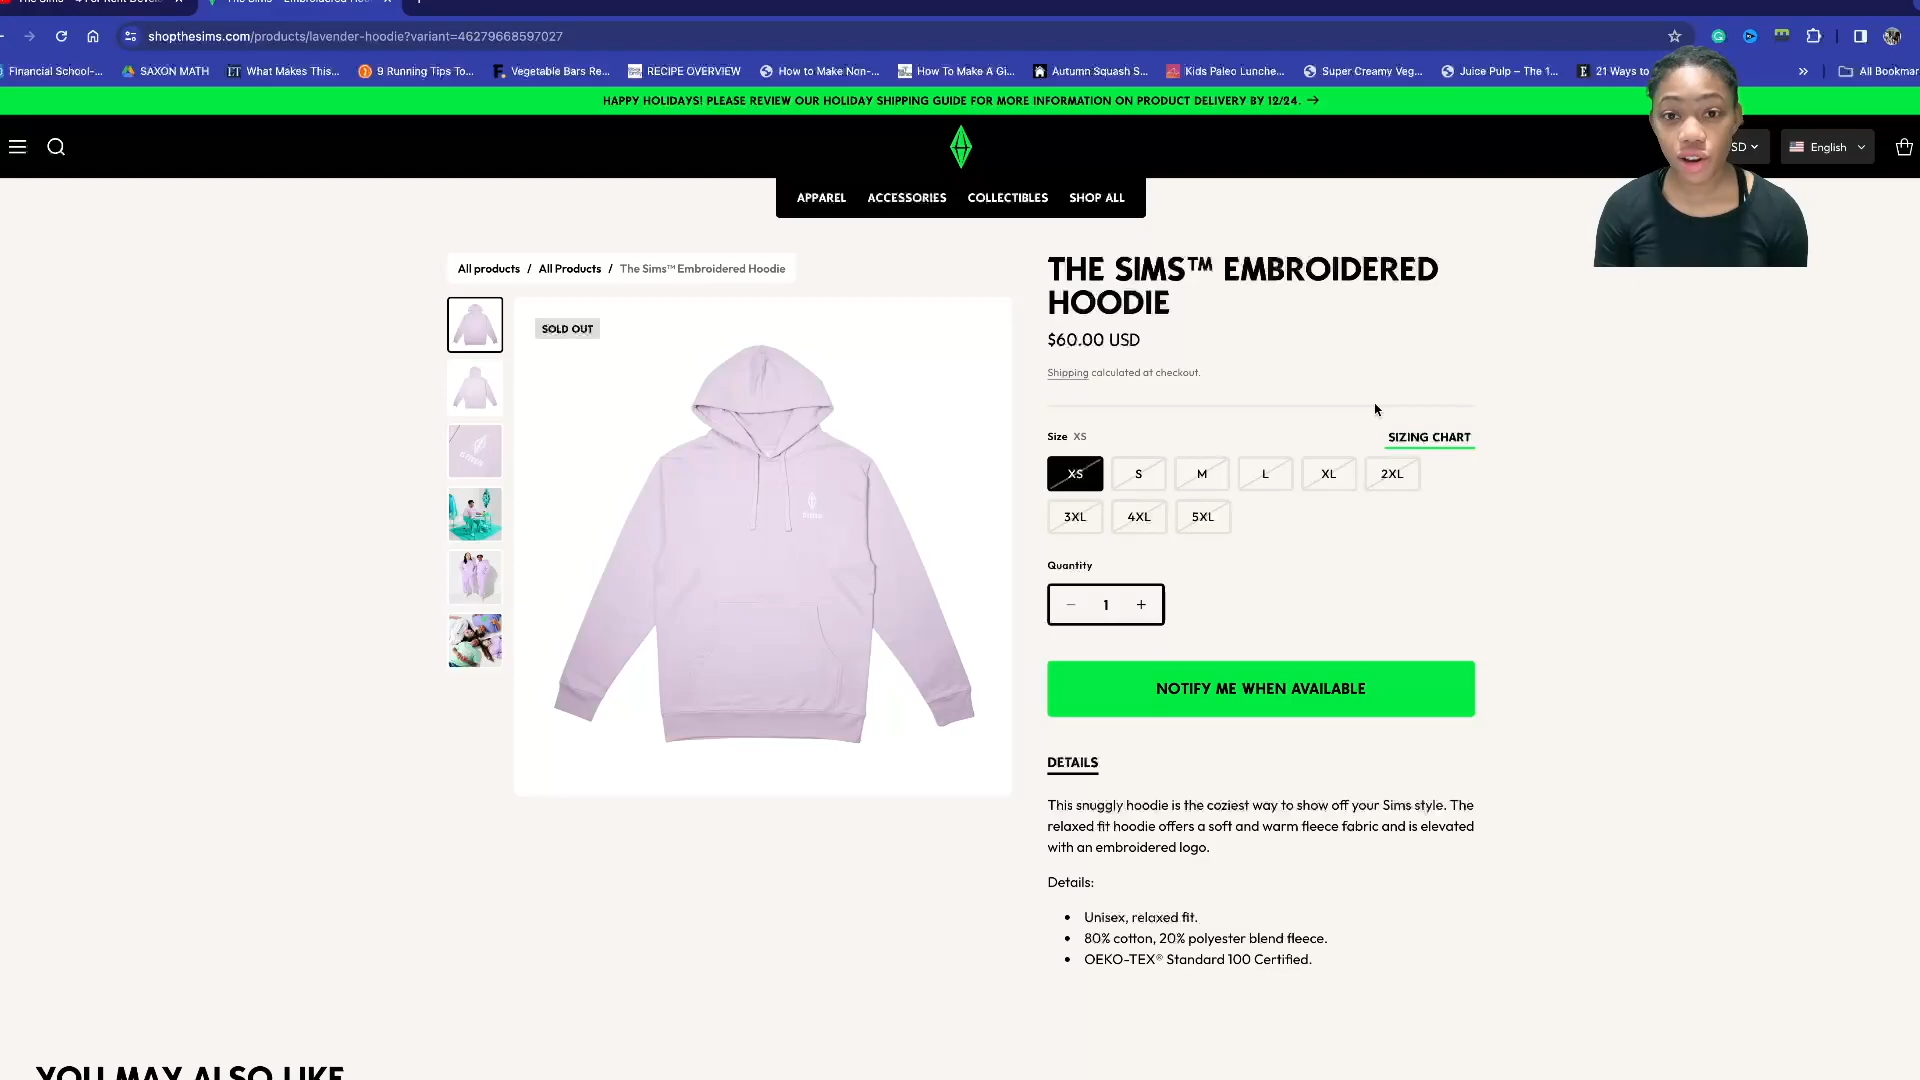 shopthesims.com/products/lavender-hoodie?variant=46279668597027
Financial School-... SAXON MATH What Makes This... 9 Running Tips To... Vegetable Bars Re... RECIPE OVERVIEW How to Make Non-... How To Make A Gi... Autumn Squash S... Kids Paleo Lunche... Super Creamy Veg... Juice Pulp – The 1... 21 Ways to » All Bookmar
HAPPY HOLIDAYS! PLEASE REVIEW OUR HOLIDAY SHIPPING GUIDE FOR MORE INFORMATION ON PRODUCT DELIVERY BY 12/24. →
SD English
APPAREL ACCESSORIES COLLECTIBLES SHOP ALL
All products / All Products / The Sims™ Embroidered Hoodie
SOLD OUT
THE SIMS™ EMBROIDERED
HOODIE
$60.00 USD
Shipping calculated at checkout.
Size XS
SIZING CHART
XS S M L XL 2XL
3XL 4XL 5XL
Quantity
− 1 +
NOTIFY ME WHEN AVAILABLE
DETAILS
This snuggly hoodie is the coziest way to show off your Sims style. The
relaxed fit hoodie offers a soft and warm fleece fabric and is elevated
with an embroidered logo.
Details:
• Unisex, relaxed fit.
• 80% cotton, 20% polyester blend fleece.
• OEKO-TEX® Standard 100 Certified.
YOU MAY ALSO LIKE